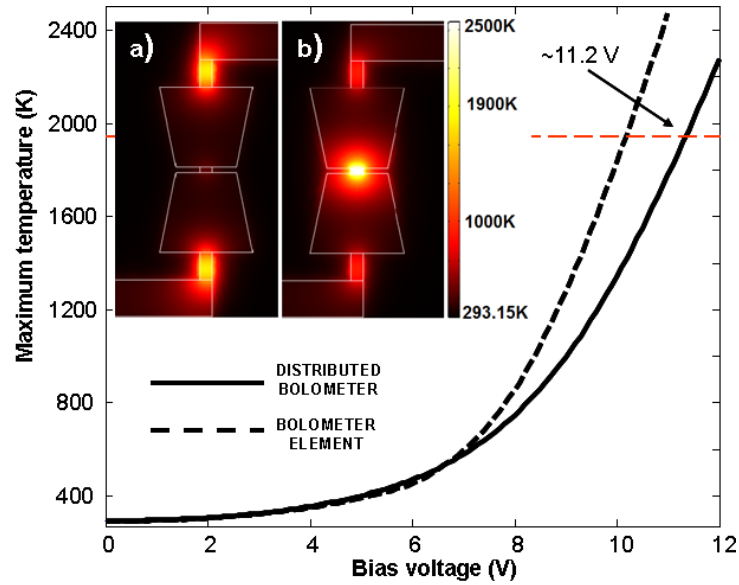 2400
2000
1600
1200
800
400
Maximum temperature (K)
a)
b)
2500K
1900K
1000K
293.15K
~11.2 V
DISTRIBUTED
BOLOMETER
BOLOMETER
ELEMENT
0 2 4 6 8 10 12
Bias voltage (V)